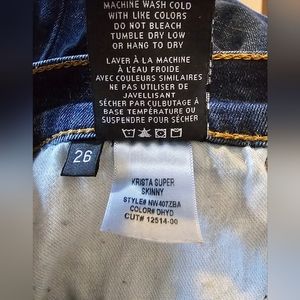 MACHINE WASH COLD
WITH LIKE COLORS
DO NOT BLEACH
TUMBLE DRY LOW
OR HANG TO DRY
LAVER À LA MACHINE
À L'EAU FROIDE
AVEC COULEURS SIMILAIRES
NE PAS UTILISER DE
JAVELLISANT
SÉCHER PAR CULBUTAGE À
BASE TEMPÉRATURE OU
SUSPENDRE POUR SÉCHER
26
KRISTA SUPER
SKINNY
STYLE# NW407ZBA
COLOR# DHYD
CUT# 12514-00